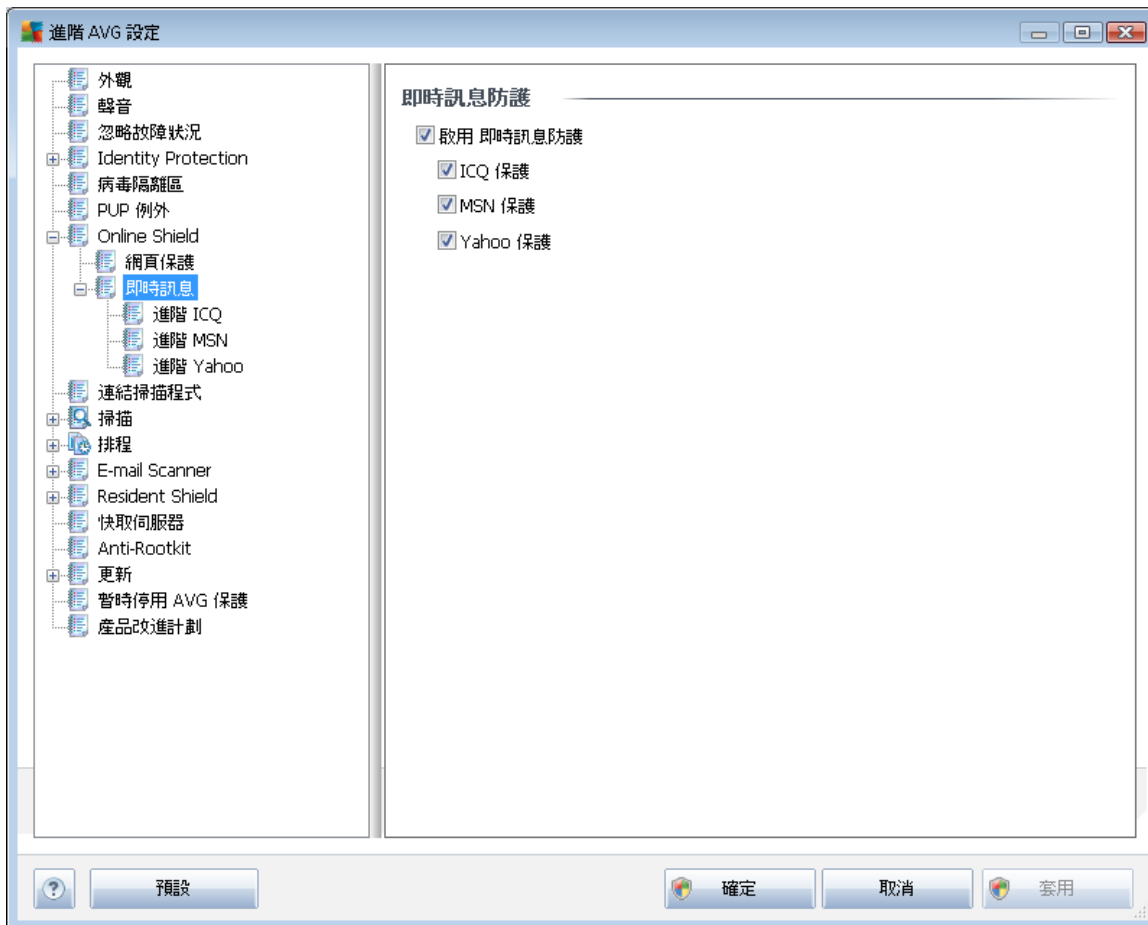 進階 AVG 設定
外觀
聲音
忽略故障狀況
Identity Protection
病毒隔離區
PUP 例外
Online Shield
網頁保護
即時訊息
進階 ICQ
進階 MSN
進階 Yahoo
連結掃描程式
掃描
排程
E-mail Scanner
Resident Shield
快取伺服器
Anti-Rootkit
更新
暫時停用 AVG 保護
產品改進計劃
即時訊息防護
啟用 即時訊息防護
ICQ 保護
MSN 保護
Yahoo 保護
?
預設
確定
取消
套用